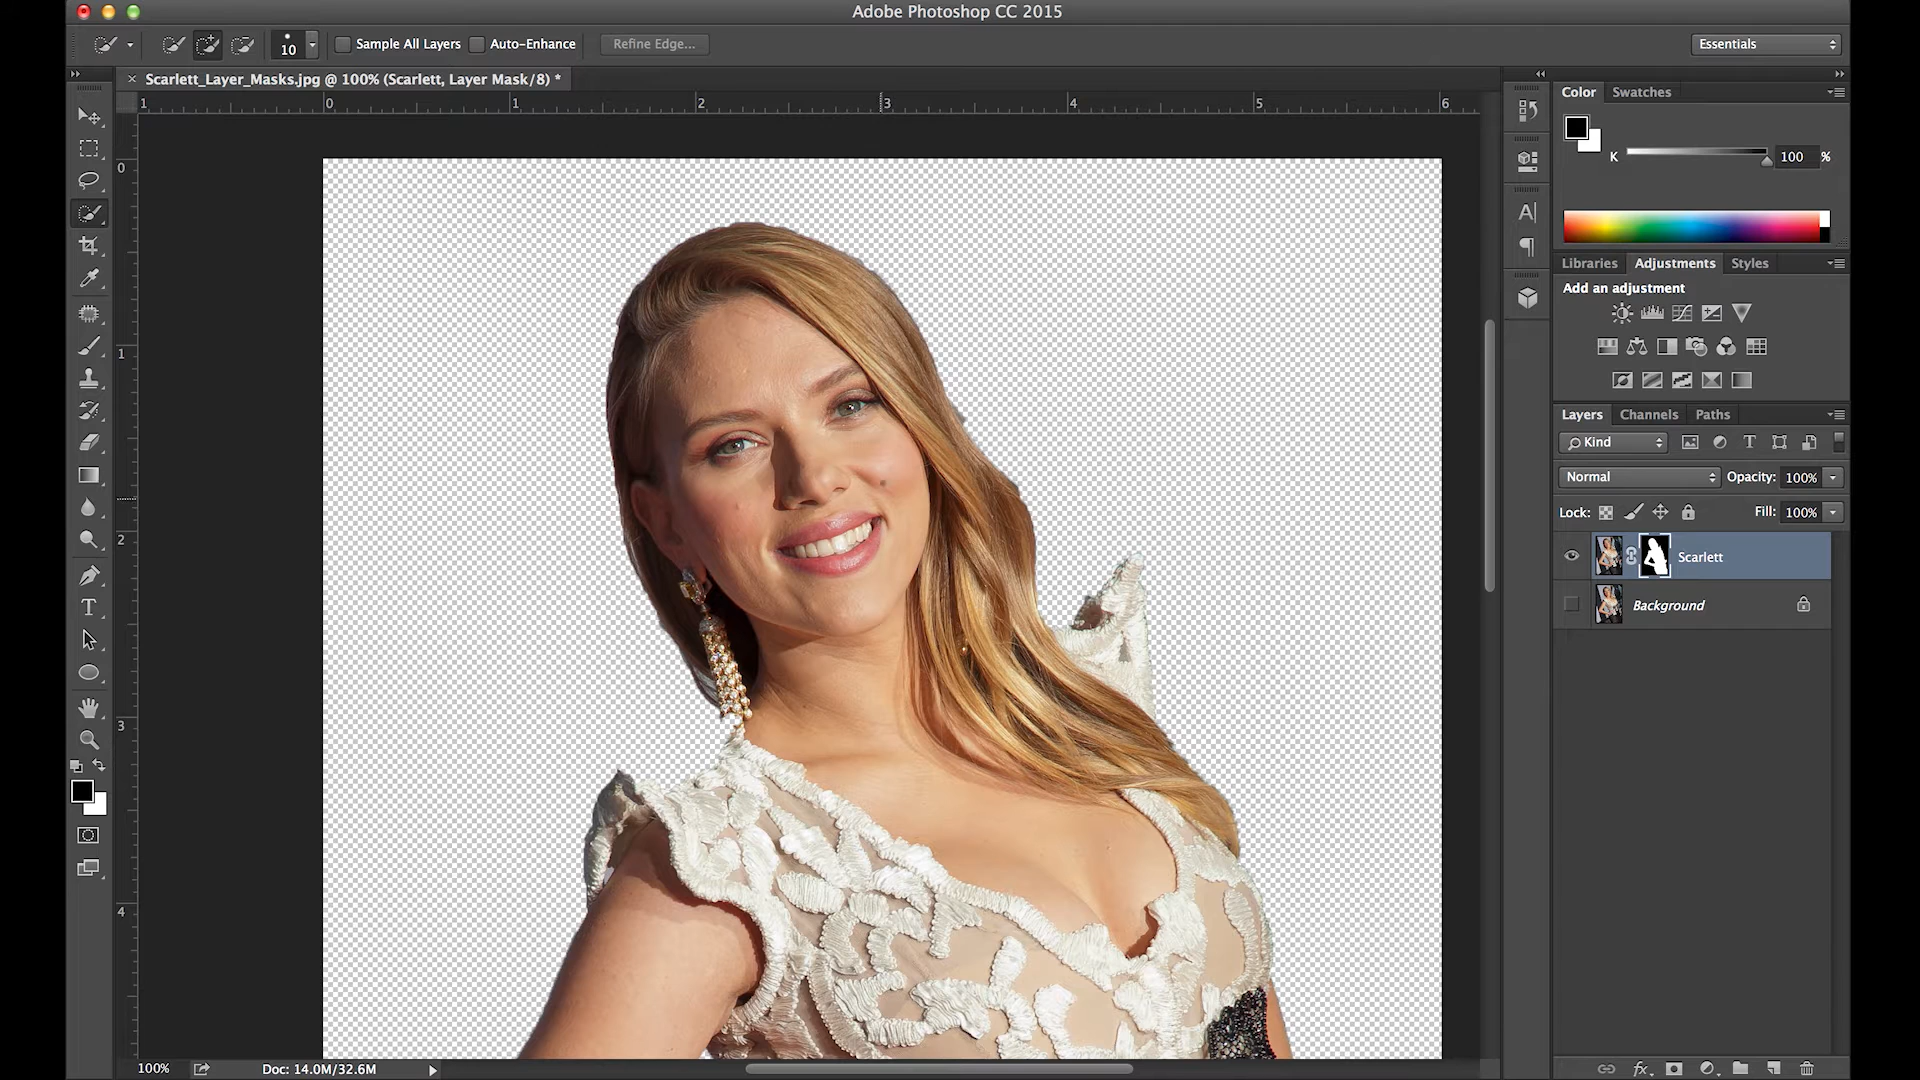 Adobe Photoshop CC 2015
10
Sample All Layers
Auto-Enhance
Refine Edge...
Essentials
Scarlett_Layer_Masks.jpg @ 100% (Scarlett, Layer Mask/8) *
1 0 1 2 3 4 5 6
0
1
2
3
4
Color Swatches
K 100 %
Libraries Adjustments Styles
Add an adjustment
Layers Channels Paths
Kind
Normal Opacity: 100%
Lock: Fill: 100%
Scarlett
Background
fx
100% Doc: 14.0M/32.6M